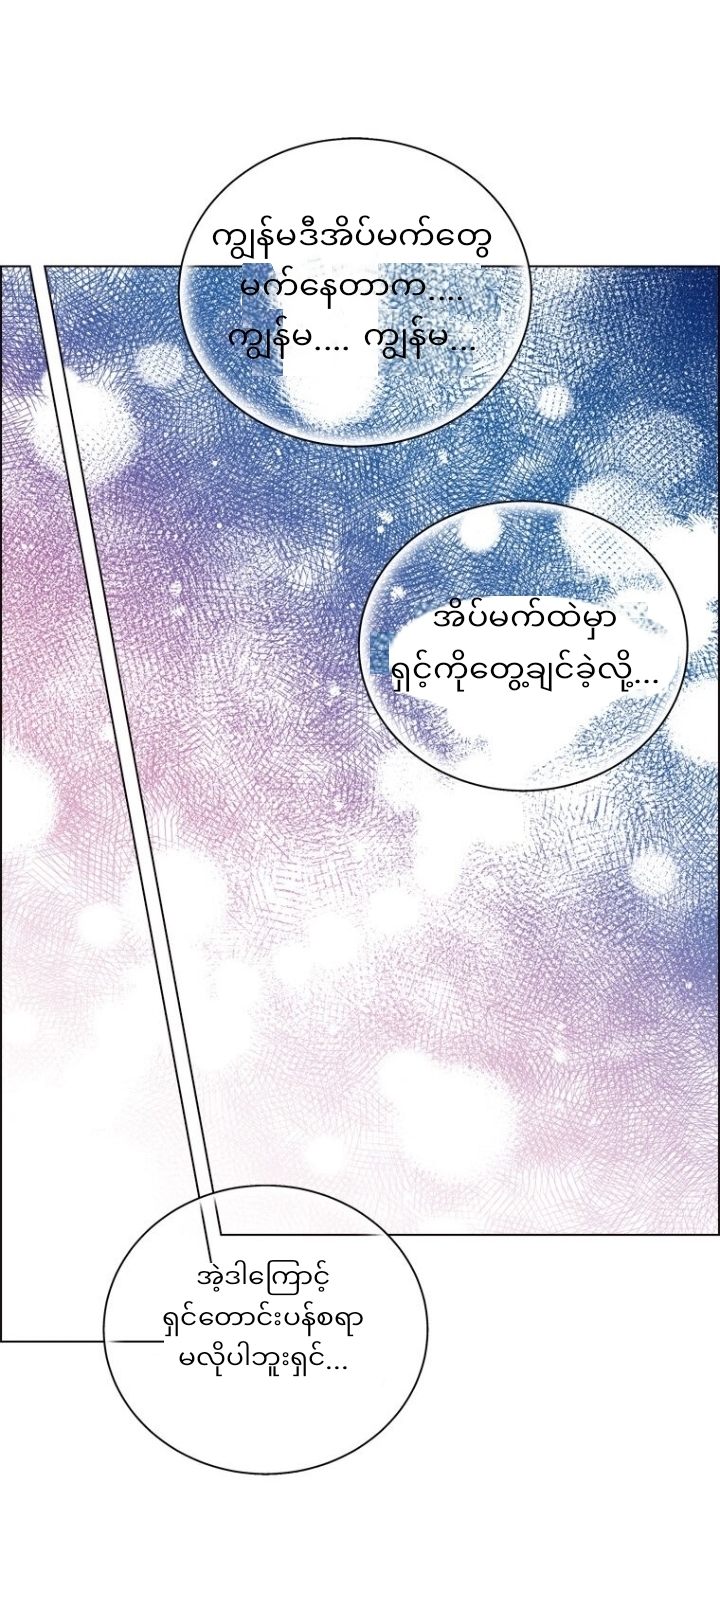 ကျွန်မဒီအိပ်မက်တွေ
မက်နေတာက....
ကျွန်မ.... ကျွန်မ...
အိပ်မက်ထဲမှာ
ရှင့်ကိုတွေ့ချင်ခဲ့လို့...
အဲ့ဒါကြောင့်
ရှင်တောင်းပန်စရာ
မလိုပါဘူးရှင်...